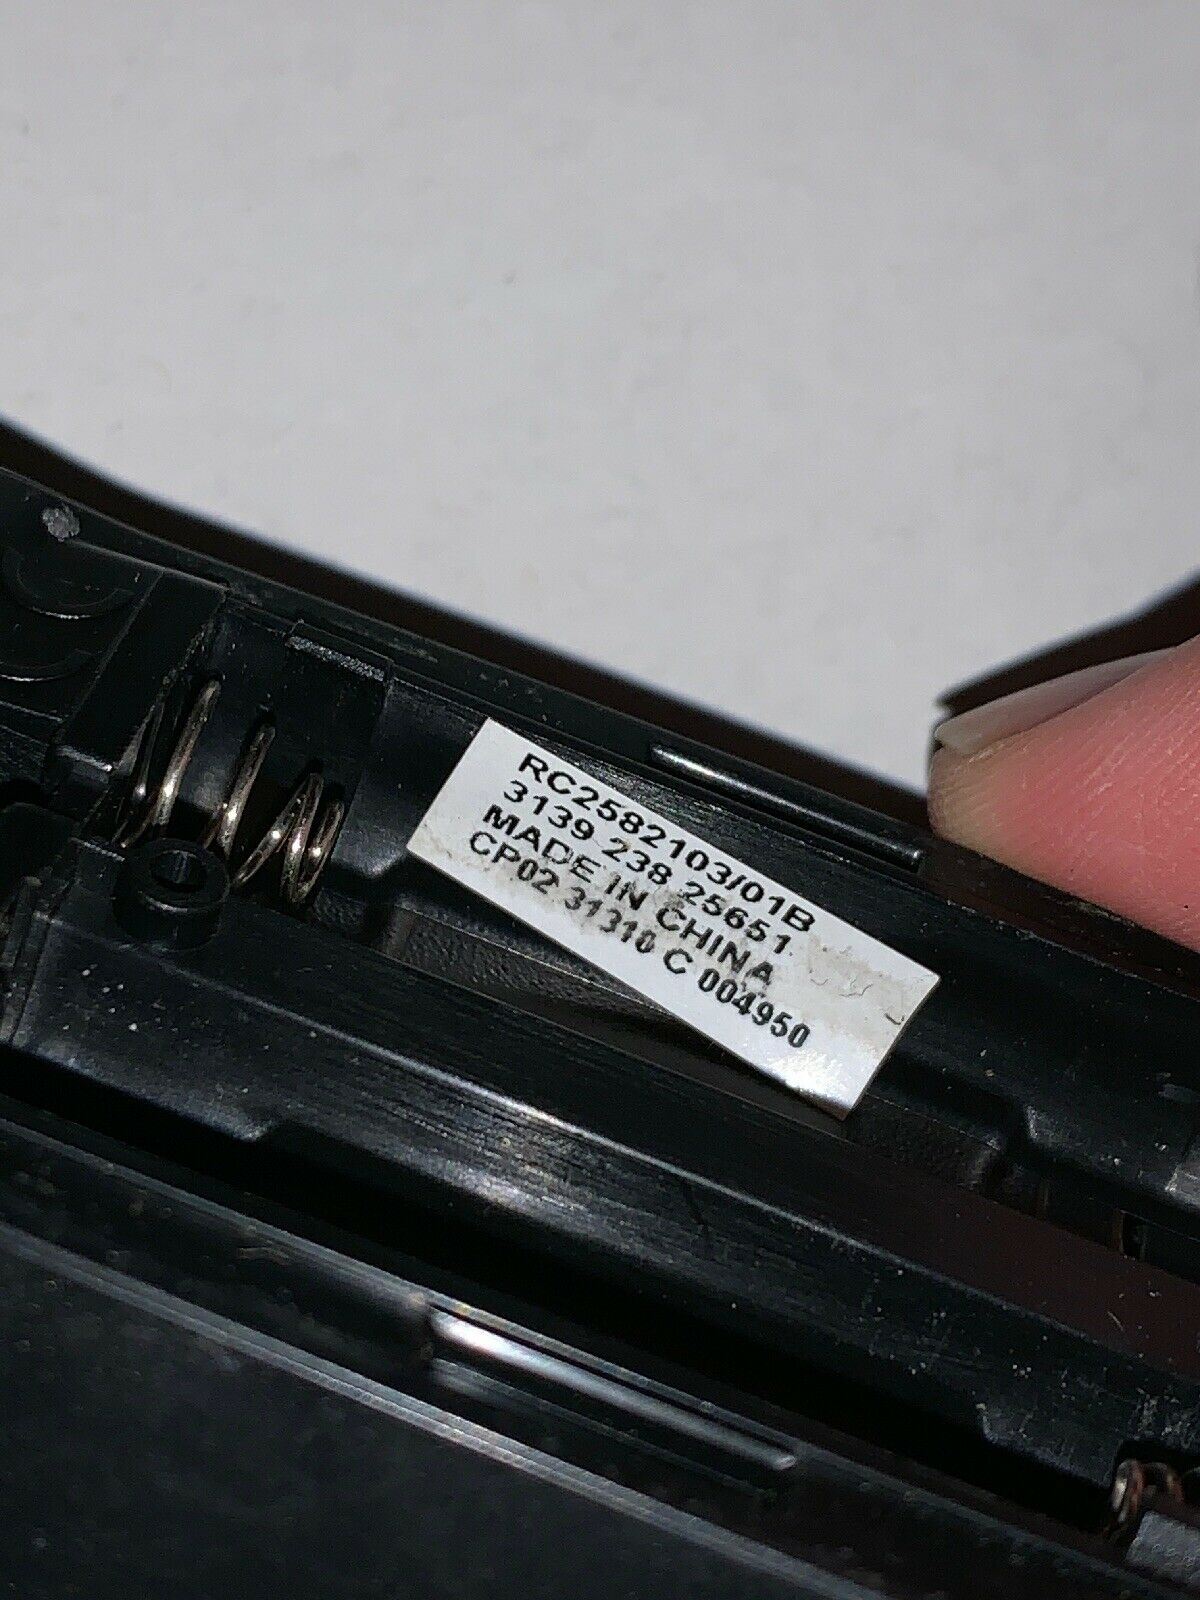 RC2582103/01B
3139 238 25651
MADE IN CHINA
CP02 31310 C 004950